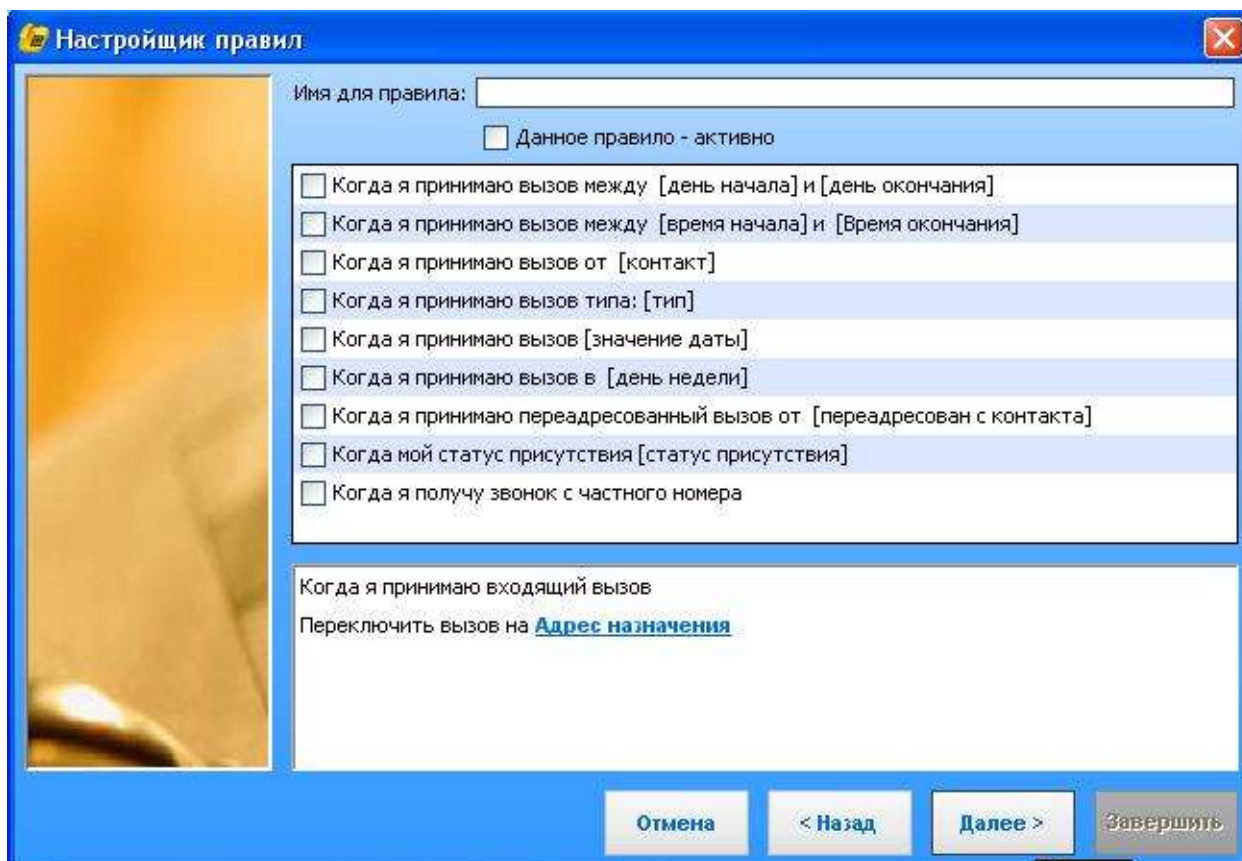 Настройщик правил
Имя для правила:
Данное правило - активно
Когда я принимаю вызов между [день начала] и [день окончания]
Когда я принимаю вызов между [время начала] и [Время окончания]
Когда я принимаю вызов от [контакт]
Когда я принимаю вызов типа: [тип]
Когда я принимаю вызов [значение даты]
Когда я принимаю вызов в [день недели]
Когда я принимаю переадресованный вызов от [переадресован с контакта]
Когда мой статус присутствия [статус присутствия]
Когда я получу звонок с частного номера
Когда я принимаю входящий вызов
Переключить вызов на Адрес назначения
Отмена
< Назад
Далее >
Завершить